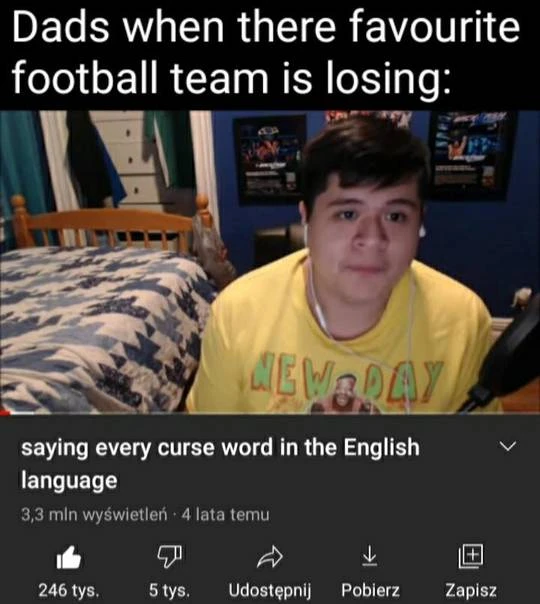 Dads when there favourite
football team is losing:
NEW DAY
saying every curse word in the English
language
3,3 mln wyświetleń · 4 lata temu
246 tys.
5 tys.
Udostępnij
Pobierz
Zapisz